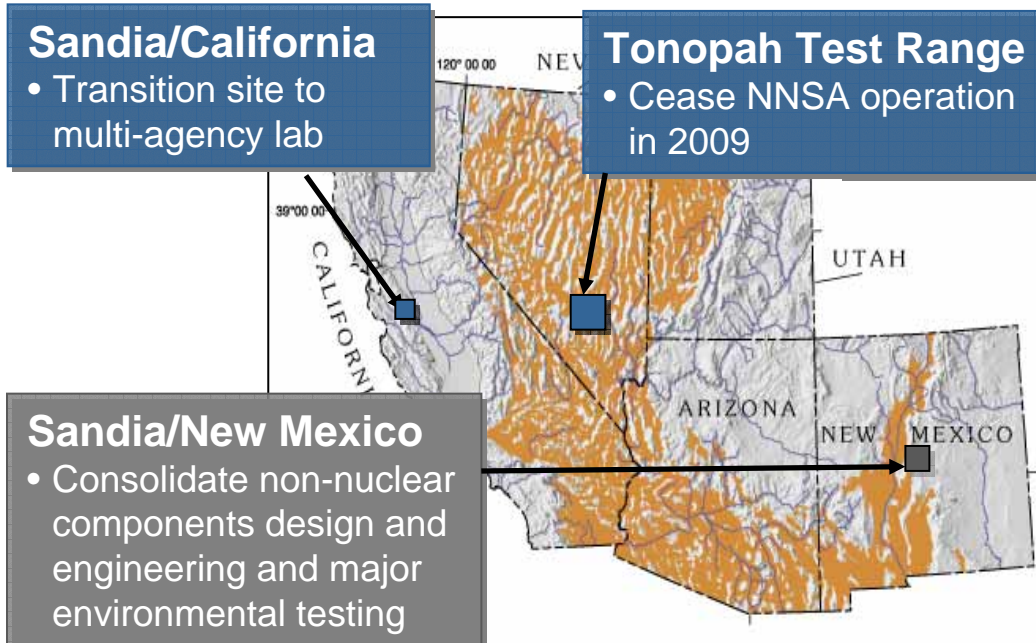 Sandia/California
• Transition site to
multi-agency lab
120° 00 00
NEV
Tonopah Test Range
• Cease NNSA operation
in 2009
39°00 00
CALIFORNI
UTAH
ARIZONA
NEW MEXICO
Sandia/New Mexico
• Consolidate non-nuclear
components design and
engineering and major
environmental testing